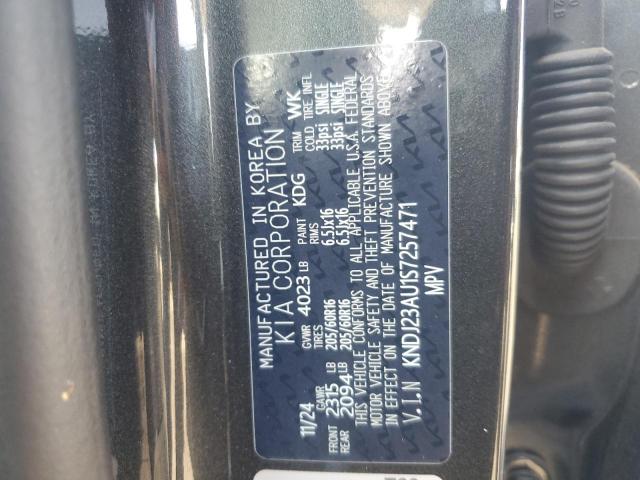 MANUFACTURED IN KOREA BY
KIA CORPORATION
11/24 GVWR 4023 LB PAINT KDG TRIM WK
GAWR TIRES RIMS COLD TIRE INFL
FRONT 2315 LB 205/60R16 6.5Jx16 33psi SINGLE
REAR 2094 LB 205/60R16 6.5Jx16 33psi SINGLE
THIS VEHICLE CONFORMS TO ALL APPLICABLE U.S.A. FEDERAL
MOTOR VEHICLE SAFETY AND THEFT PREVENTION STANDARDS
IN EFFECT ON THE DATE OF MANUFACTURE SHOWN ABOVE
V.I.N KNDJ23AU1S7257471
MPV